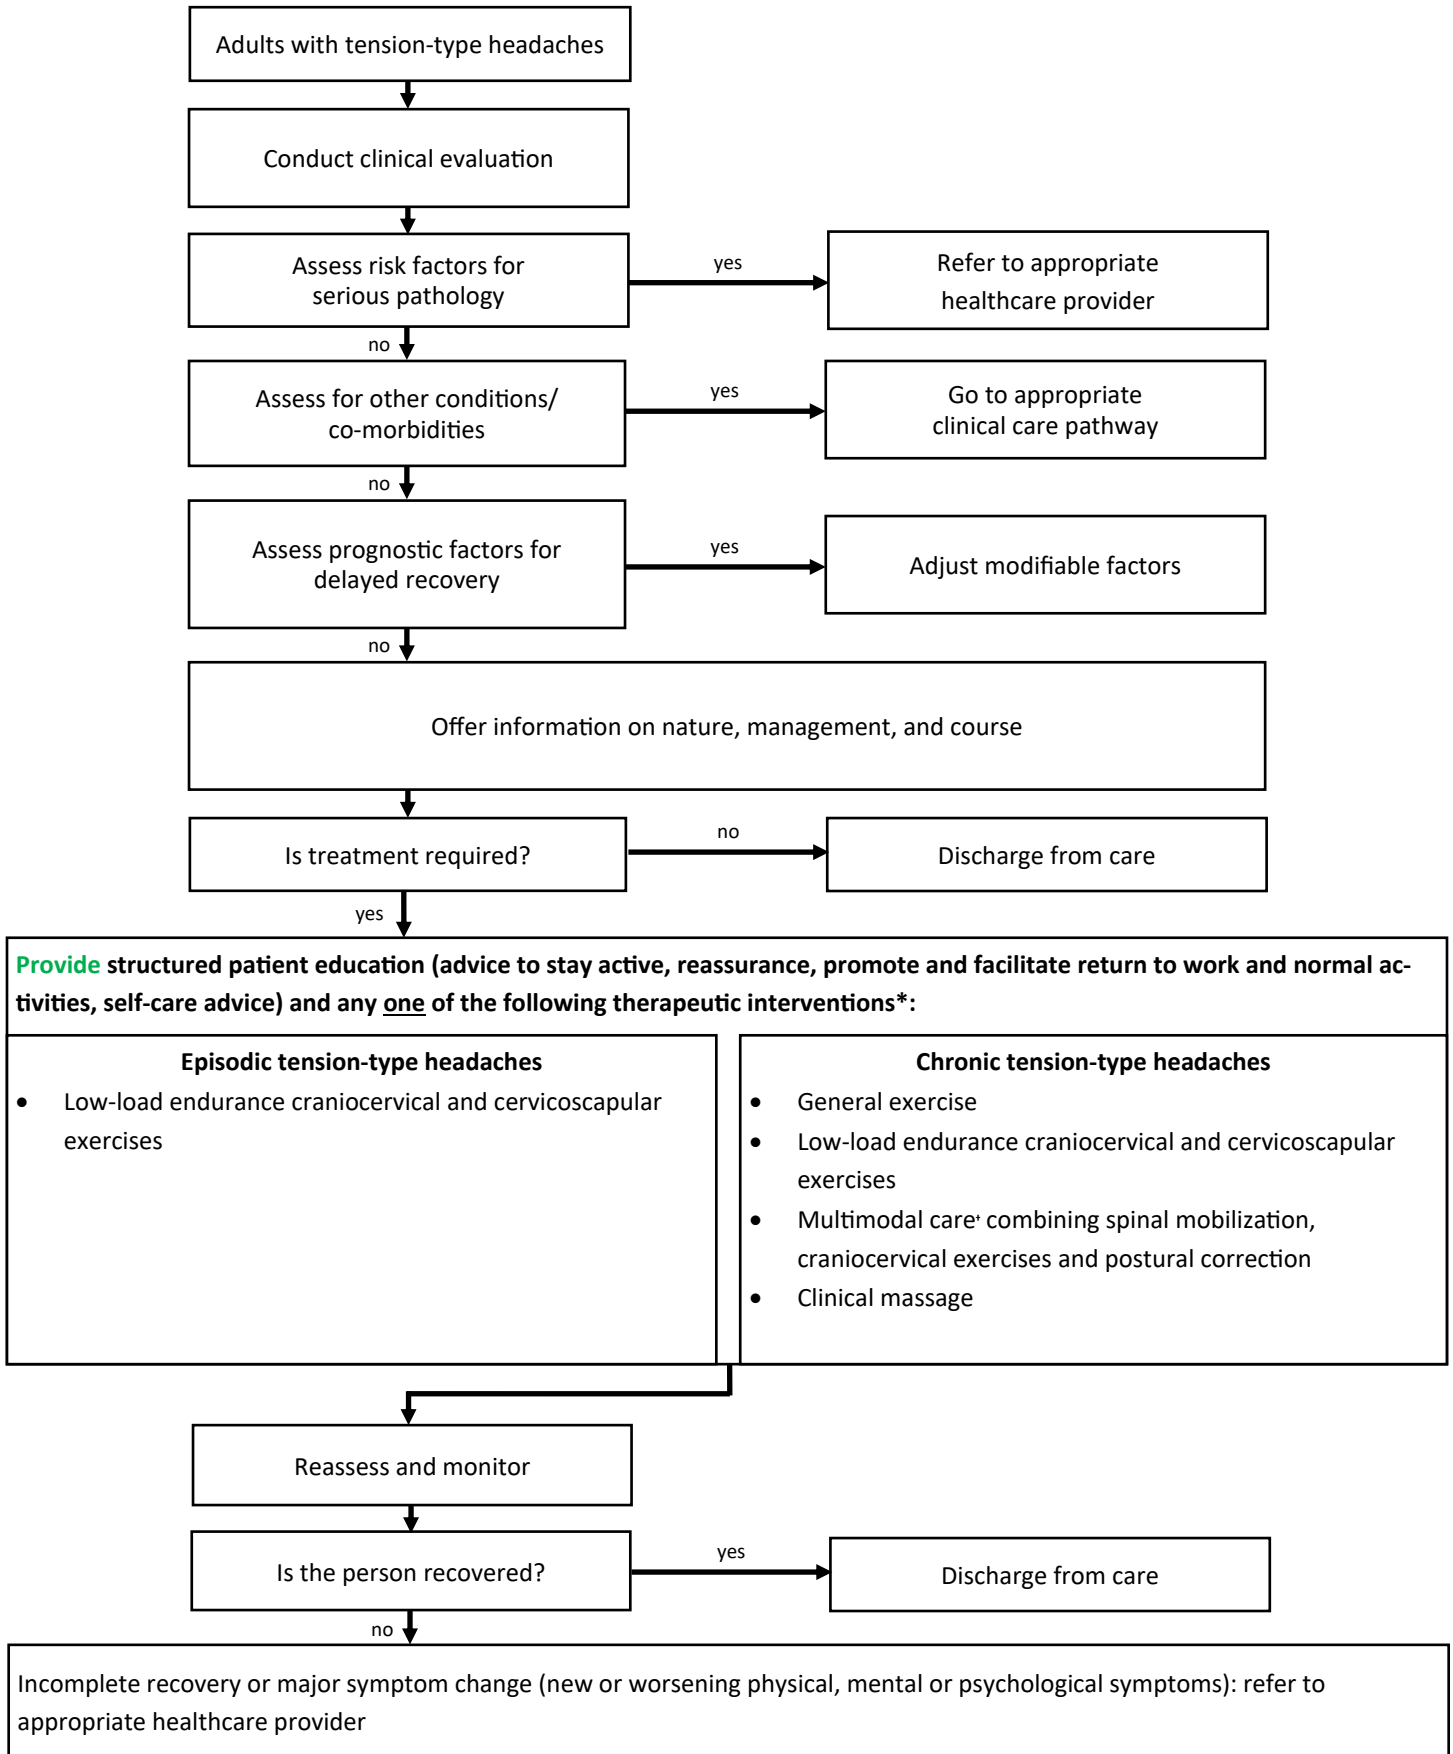 Adults with tension-type headaches
Conduct clinical evaluation
Assess risk factors for
serious pathology
yes
Refer to appropriate
healthcare provider
no
Assess for other conditions/
co-morbidities
yes
Go to appropriate
clinical care pathway
no
Assess prognostic factors for
delayed recovery
yes
Adjust modifiable factors
no
Offer information on nature, management, and course
Is treatment required?
no
Discharge from care
yes
Provide structured patient education (advice to stay active, reassurance, promote and facilitate return to work and normal ac-
tivities, self-care advice) and any one of the following therapeutic interventions*:
Episodic tension-type headaches
• Low-load endurance craniocervical and cervicoscapular
exercises
Chronic tension-type headaches
• General exercise
• Low-load endurance craniocervical and cervicoscapular
exercises
• Multimodal care⁺ combining spinal mobilization,
craniocervical exercises and postural correction
• Clinical massage
Reassess and monitor
Is the person recovered?
yes
Discharge from care
no
Incomplete recovery or major symptom change (new or worsening physical, mental or psychological symptoms): refer to
appropriate healthcare provider